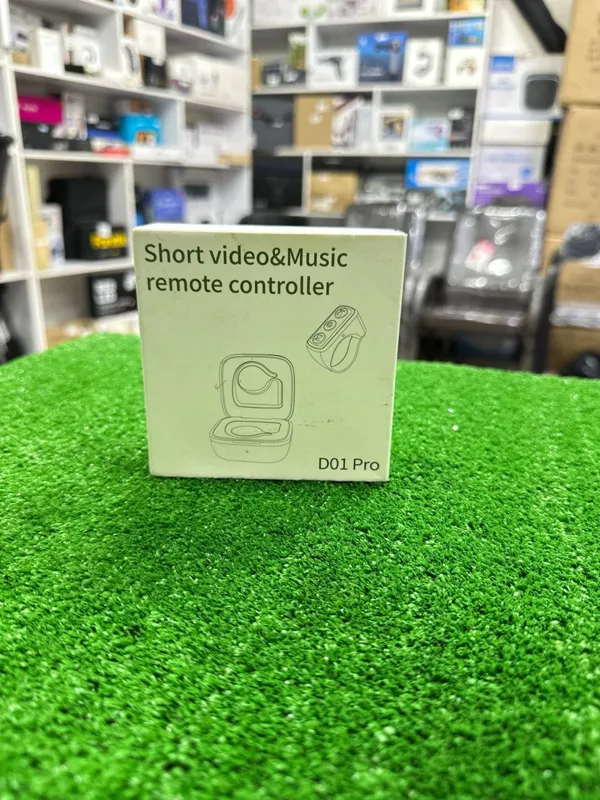 Short video&Music
remote controller
D01 Pro